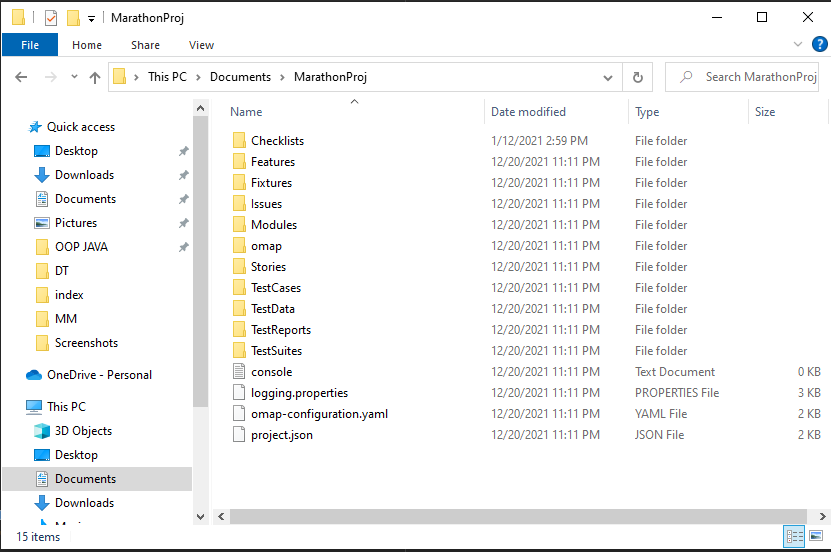 MarathonProj
File Home Share View
This PC Documents MarathonProj Search MarathonProj
Name Date modified Type Size
Quick access
Desktop
Downloads
Documents
Pictures
OOP JAVA
DT
index
MM
Screenshots
OneDrive - Personal
This PC
3D Objects
Desktop
Documents
Downloads
Checklists 1/12/2021 2:59 PM File folder
Features 12/20/2021 11:11 PM File folder
Fixtures 12/20/2021 11:11 PM File folder
Issues 12/20/2021 11:11 PM File folder
Modules 12/20/2021 11:11 PM File folder
omap 12/20/2021 11:11 PM File folder
Stories 12/20/2021 11:11 PM File folder
TestCases 12/20/2021 11:11 PM File folder
TestData 12/20/2021 11:11 PM File folder
TestReports 12/20/2021 11:11 PM File folder
TestSuites 12/20/2021 11:11 PM File folder
console 12/20/2021 11:11 PM Text Document 0 KB
logging.properties 12/20/2021 11:11 PM PROPERTIES File 3 KB
omap-configuration.yaml 12/20/2021 11:11 PM YAML File 2 KB
project.json 12/20/2021 11:11 PM JSON File 2 KB
15 items